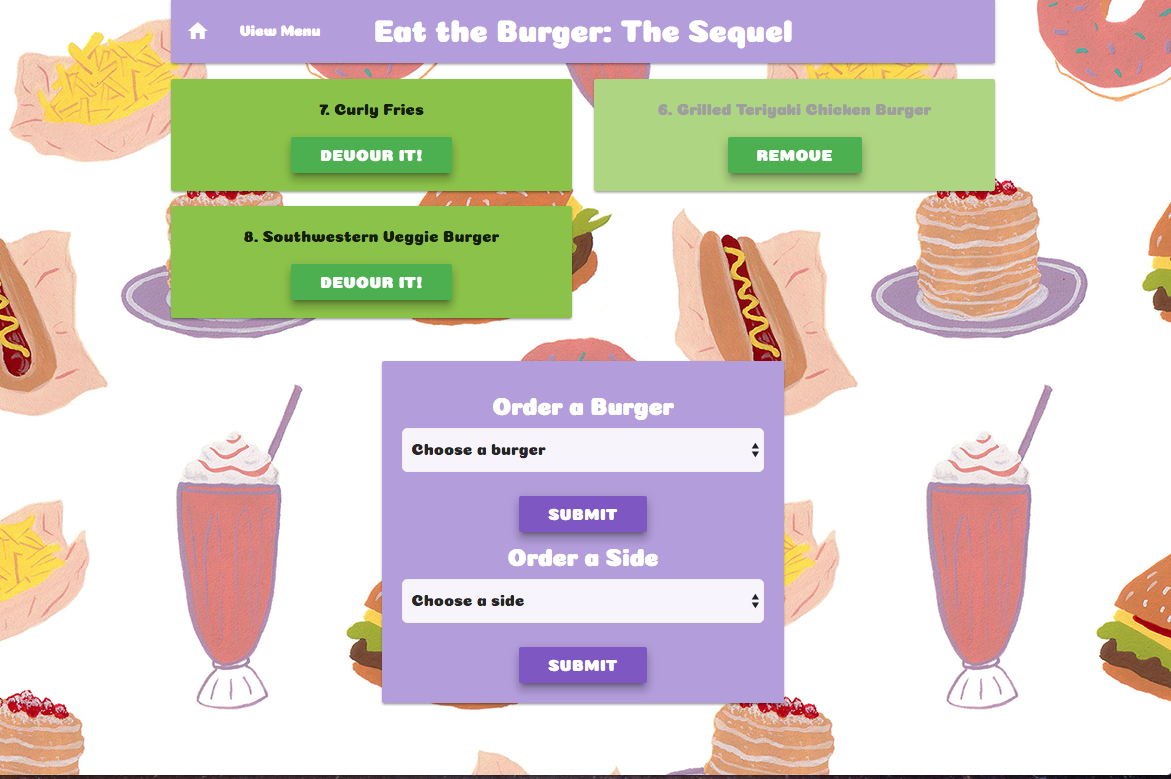 View Menu
Eat the Burger: The Sequel
7. Curly Fries
DEVOUR IT!
6. Grilled Teriyaki Chicken Burger
REMOVE
8. Southwestern Veggie Burger
DEVOUR IT!
Order a Burger
Choose a burger
SUBMIT
Order a Side
Choose a side
SUBMIT